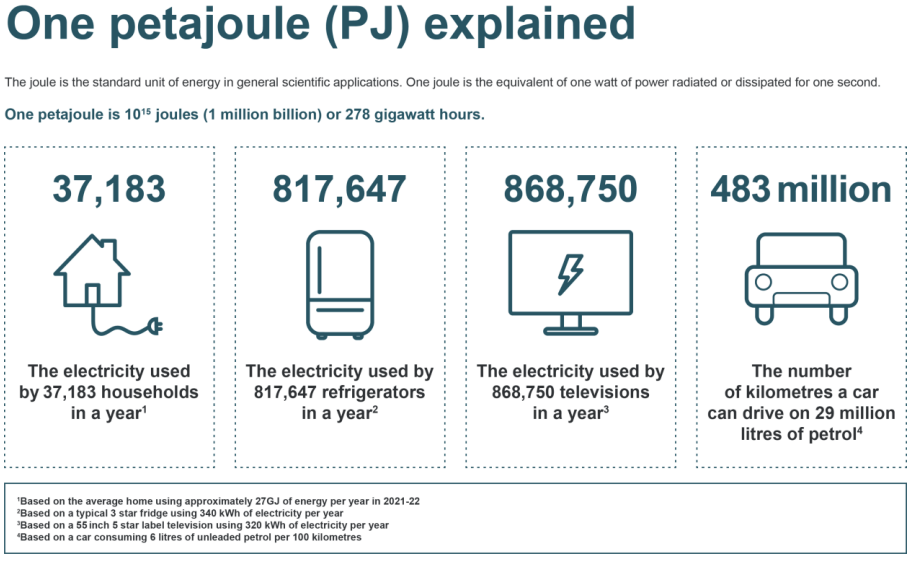 One petajoule (PJ) explained
The joule is the standard unit of energy in general scientific applications. One joule is the equivalent of one watt of power radiated or dissipated for one second.
One petajoule is 10¹⁵ joules (1 million billion) or 278 gigawatt hours.
37,183
The electricity used
by 37,183 households
in a year¹
817,647
The electricity used by
817,647 refrigerators
in a year²
868,750
The electricity used by
868,750 televisions
in a year³
483 million
The number
of kilometres a car
can drive on 29 million
litres of petrol⁴
¹Based on the average home using approximately 27GJ of energy per year in 2021-22
²Based on a typical 3 star fridge using 340 kWh of electricity per year
³Based on a 55 inch 5 star label television using 320 kWh of electricity per year
⁴Based on a car consuming 6 litres of unleaded petrol per 100 kilometres